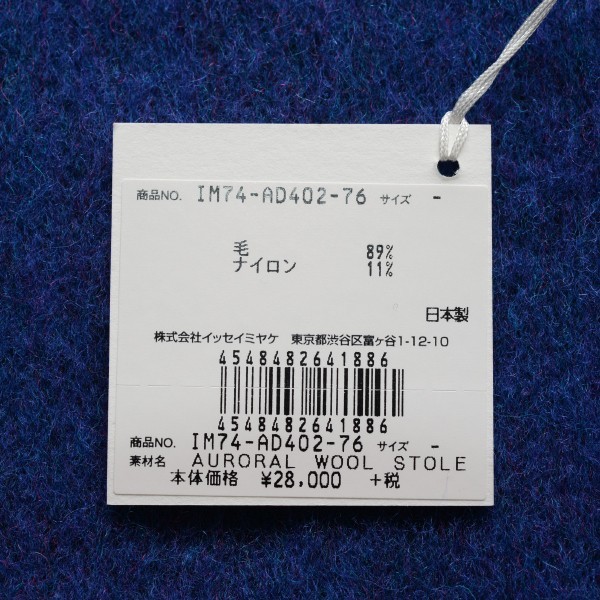 商品NO. IM74-AD402-76 サイズ -
毛 89%
ナイロン 11%
日本製
株式会社イッセイミヤケ 東京都渋谷区富ヶ谷1-12-10
4548482641886
4548482641886
商品NO. IM74-AD402-76 サイズ -
素材名 AURORAL WOOL STOLE
本体価格 ¥28,000 +税